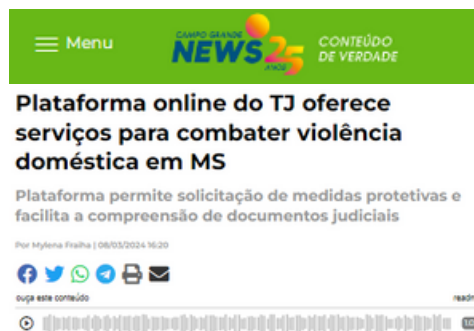 Menu
CAMPO GRANDE
NEWS 25
ANOS
CONTEÚDO
DE VERDADE
Plataforma online do TJ oferece
serviços para combater violência
doméstica em MS
Plataforma permite solicitação de medidas protetivas e
facilita a compreensão de documentos judiciais
Por Mylena Fraiha | 08/03/2024 16:20
ouça este conteúdo